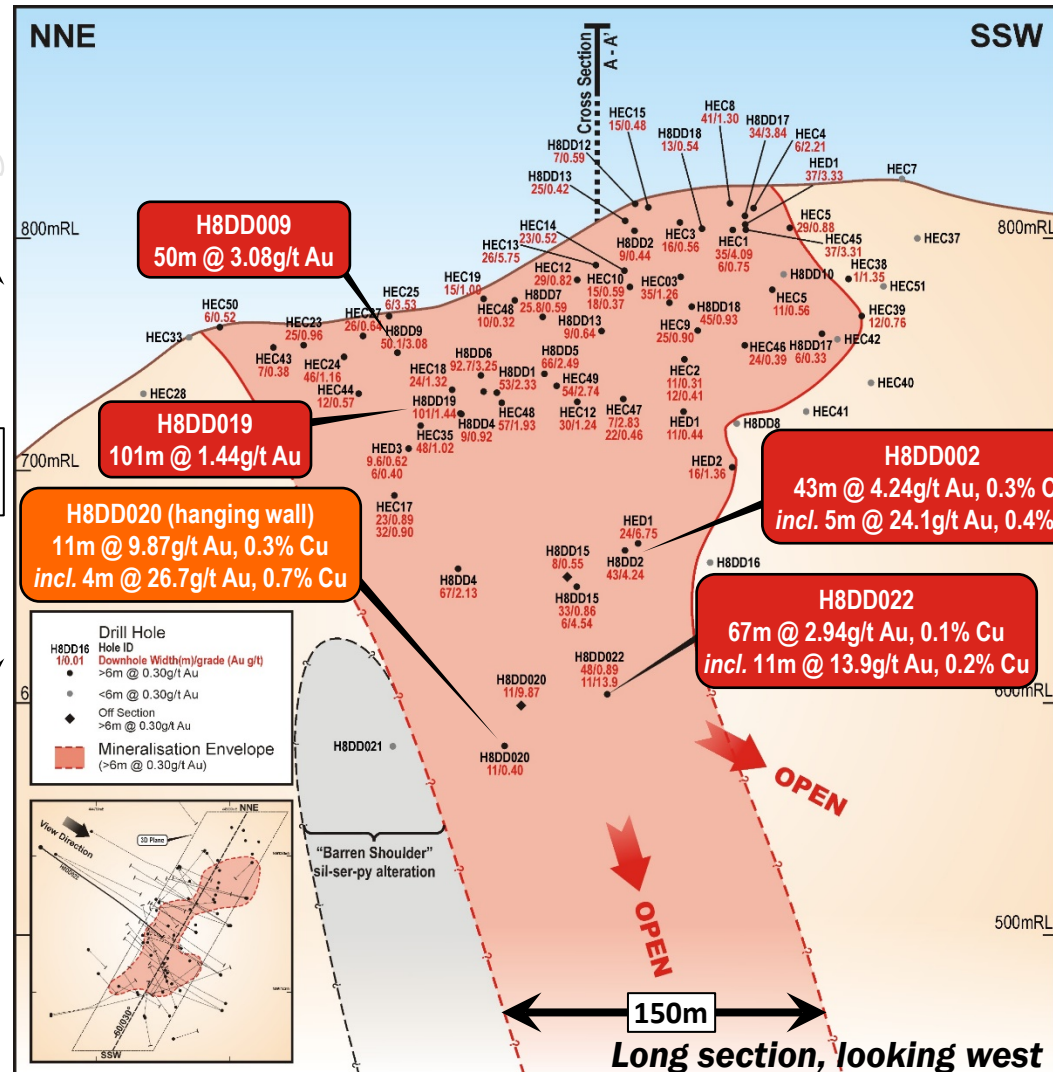 NNE
SSW
Cross Section
A - A'
HEC8
41/1.30
HEC15
15/0.48
H8DD17
34/3.84
HEC4
6/2.21
H8DD18
13/0.54
H8DD12
7/0.59
HED1
37/3.33
HEC7
H8DD13
25/0.42
800mRL
800mRL
H8DD009
50m @ 3.08g/t Au
HEC14
23/0.52
HEC13
26/5.75
H8DD2
9/0.44
HEC3
16/0.56
HEC1
35/4.09
6/0.75
HEC5
29/0.88
HEC45
37/3.31
HEC37
HEC38
1/1.35
HEC51
HEC19
15/1.00
HEC12
29/0.82
HEC10
15/0.59
18/0.37
HEC03
35/1.26
H8DD10
HEC25
6/3.53
HEC50
6/0.52
HEC27
26/0.64
HEC48
10/0.32
H8DD7
25.8/0.59
H8DD18
45/0.93
HEC5
11/0.56
HEC39
12/0.76
HEC33
HEC23
25/0.96
H8DD9
50.1/3.08
H8DD13
9/0.64
HEC9
25/0.90
HEC46
24/0.39
H8DD17
6/0.33
HEC42
HEC43
7/0.38
HEC24
46/1.16
H8DD6
92.7/3.25
H8DD5
66/2.49
HEC18
24/1.32
H8DD1
53/2.33
HEC49
54/2.74
HEC2
11/0.31
12/0.41
HEC40
HEC28
HEC44
12/0.57
H8DD19
101/1.44
H8DD4
9/0.92
HEC48
57/1.93
HEC12
30/1.24
HEC47
7/2.83
22/0.46
HED1
11/0.44
HEC41
H8DD8
H8DD019
101m @ 1.44g/t Au
HEC35
48/1.02
HED3
9.6/0.62
6/0.40
700mRL
HED2
16/1.36
H8DD002
43m @ 4.24g/t Au, 0.3% C
incl. 5m @ 24.1g/t Au, 0.4%
H8DD020 (hanging wall)
11m @ 9.87g/t Au, 0.3% Cu
incl. 4m @ 26.7g/t Au, 0.7% Cu
HEC17
23/0.89
32/0.90
HED1
24/6.75
H8DD2
43/4.24
H8DD15
8/0.55
H8DD16
H8DD4
67/2.13
H8DD15
33/0.86
6/4.54
H8DD022
67m @ 2.94g/t Au, 0.1% Cu
incl. 11m @ 13.9g/t Au, 0.2% Cu
Drill Hole
H8DD16 Hole ID
1/0.01 Downhole Width(m)/grade (Au g/t)
>6m @ 0.30g/t Au
<6m @ 0.30g/t Au
Off Section
>6m @ 0.30g/t Au
Mineralisation Envelope
(>6m @ 0.30g/t Au)
H8DD022
48/0.89
11/13.9
H8DD020
11/9.87
6
600mRL
H8DD021
H8DD020
11/0.40
OPEN
OPEN
"Barren Shoulder"
sil-ser-py alteration
NNE
View Direction
3D Plane
H8DD022
-60/030°
SSW
500mRL
150m
Long section, looking west